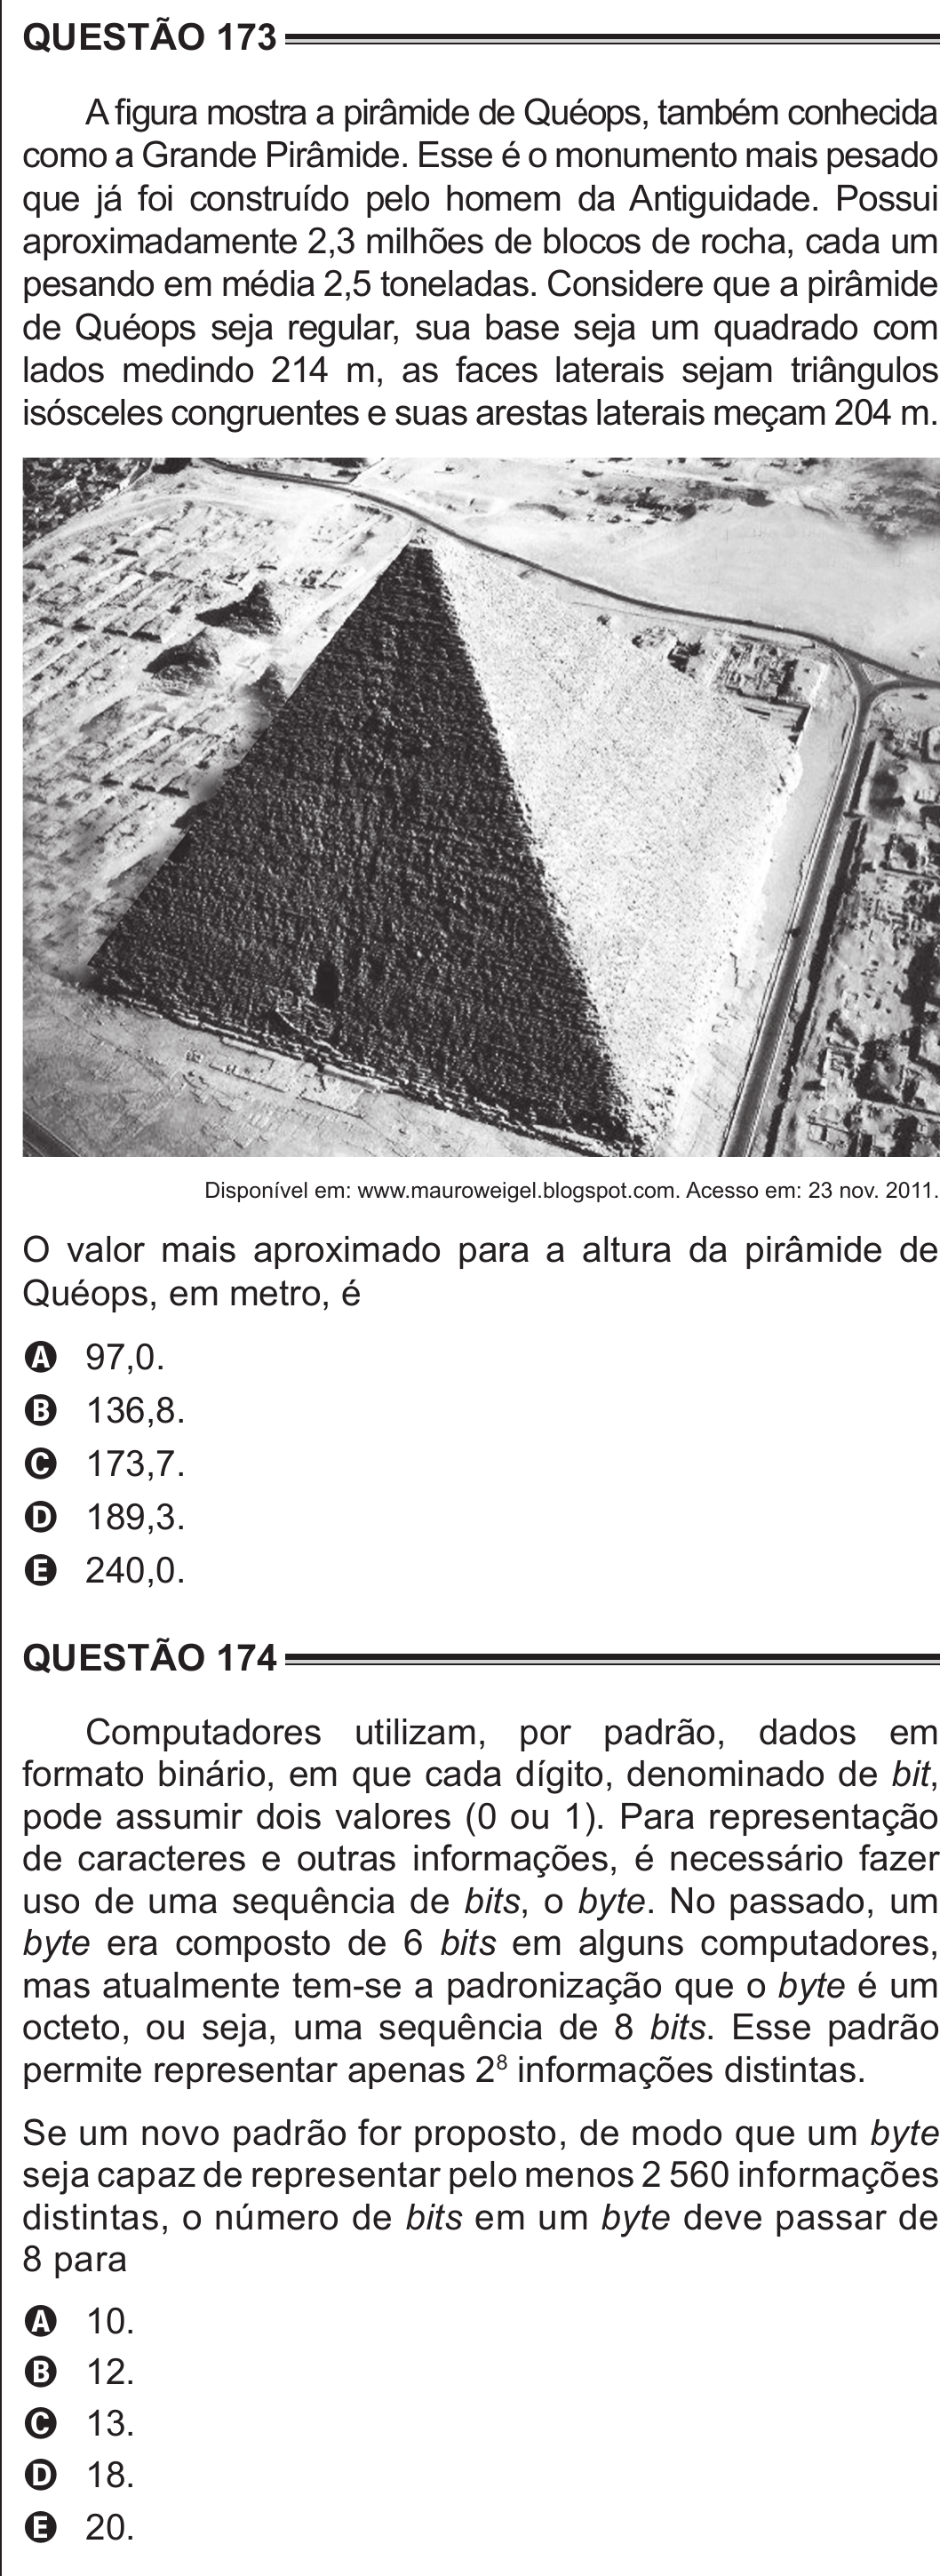 QUESTÃO 173
A figura mostra a pirâmide de Quéops, também conhecida
como a Grande Pirâmide. Esse é o monumento mais pesado
que já foi construído pelo homem da Antiguidade. Possui
aproximadamente 2,3 milhões de blocos de rocha, cada um
pesando em média 2,5 toneladas. Considere que a pirâmide
de Quéops seja regular, sua base seja um quadrado com
lados medindo 214 m, as faces laterais sejam triângulos
isósceles congruentes e suas arestas laterais meçam 204 m.
Disponível em: www.mauroweigel.blogspot.com. Acesso em: 23 nov. 2011.
O valor mais aproximado para a altura da pirâmide de
Quéops, em metro, é
A 97,0.
B 136,8.
C 173,7.
D 189,3.
E 240,0.
QUESTÃO 174
Computadores utilizam, por padrão, dados em
formato binário, em que cada dígito, denominado de bit,
pode assumir dois valores (0 ou 1). Para representação
de caracteres e outras informações, é necessário fazer
uso de uma sequência de bits, o byte. No passado, um
byte era composto de 6 bits em alguns computadores,
mas atualmente tem-se a padronização que o byte é um
octeto, ou seja, uma sequência de 8 bits. Esse padrão
permite representar apenas 2⁸ informações distintas.
Se um novo padrão for proposto, de modo que um byte
seja capaz de representar pelo menos 2 560 informações
distintas, o número de bits em um byte deve passar de
8 para
A 10.
B 12.
C 13.
D 18.
E 20.